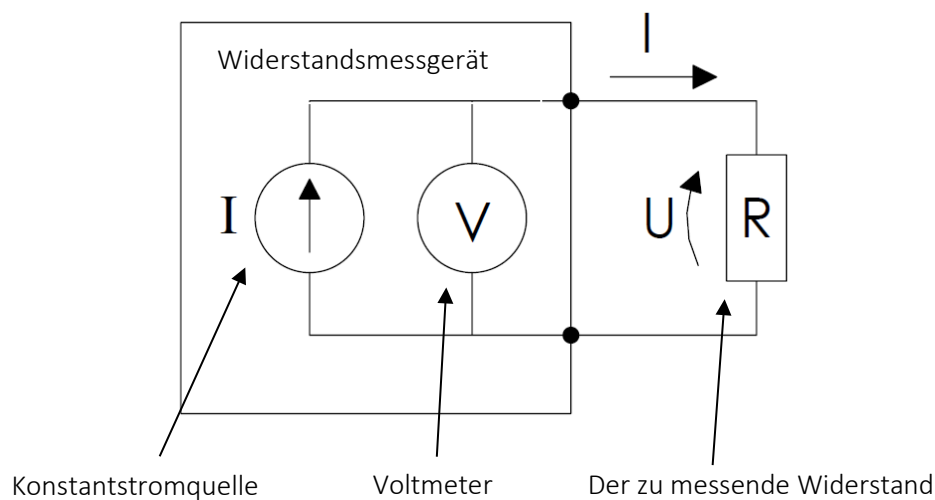 I
Widerstandsmessgerät
I
V
U
R
Konstantstromquelle
Voltmeter
Der zu messende Widerstand